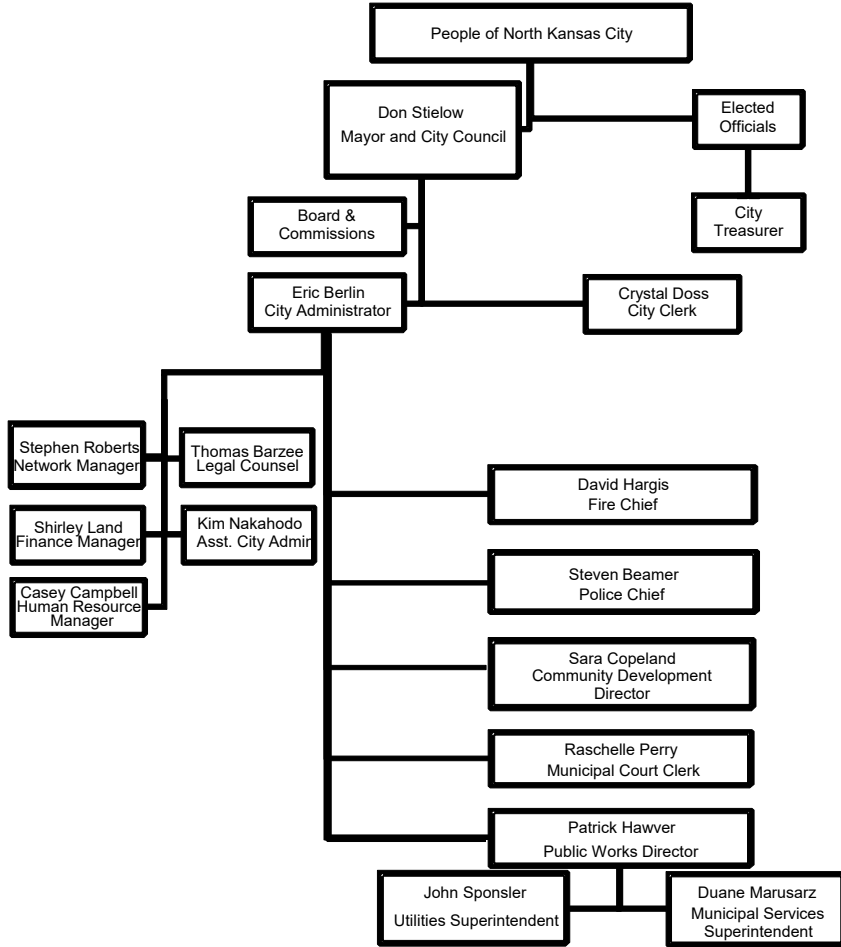 People of North Kansas City
Don Stielow
Mayor and City Council
Elected
Officials
City
Treasurer
Board &
Commissions
Eric Berlin
City Administrator
Crystal Doss
City Clerk
Stephen Roberts
Network Manager
Thomas Barzee
Legal Counsel
Shirley Land
Finance Manager
Kim Nakahodo
Asst. City Admin
Casey Campbell
Human Resource
Manager
David Hargis
Fire Chief
Steven Beamer
Police Chief
Sara Copeland
Community Development
Director
Raschelle Perry
Municipal Court Clerk
Patrick Hawver
Public Works Director
John Sponsler
Utilities Superintendent
Duane Marusarz
Municipal Services
Superintendent